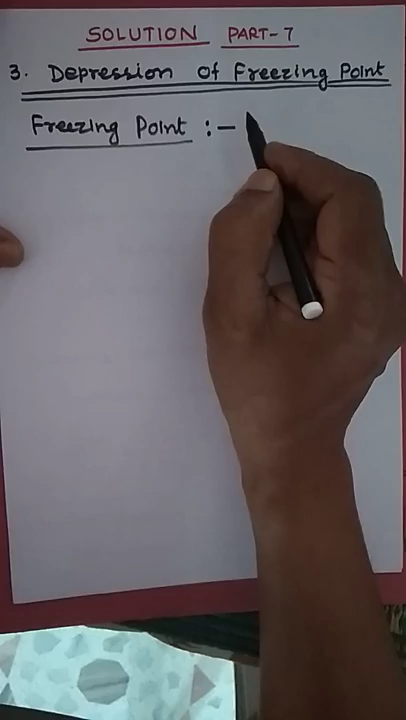 SOLUTION PART-7
3. Depression of Freezing Point
Freezing Point :-